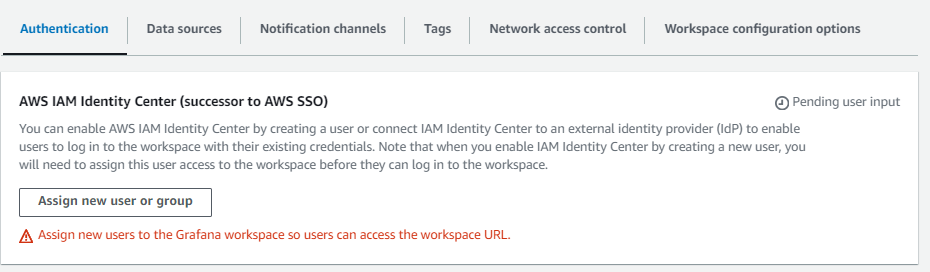 Authentication Data sources Notification channels Tags Network access control Workspace configuration options
AWS IAM Identity Center (successor to AWS SSO) Pending user input
You can enable AWS IAM Identity Center by creating a user or connect IAM Identity Center to an external identity provider (IdP) to enable
users to log in to the workspace with their existing credentials. Note that when you enable IAM Identity Center by creating a new user, you
will need to assign this user access to the workspace before they can log in to the workspace.
Assign new user or group
Assign new users to the Grafana workspace so users can access the workspace URL.